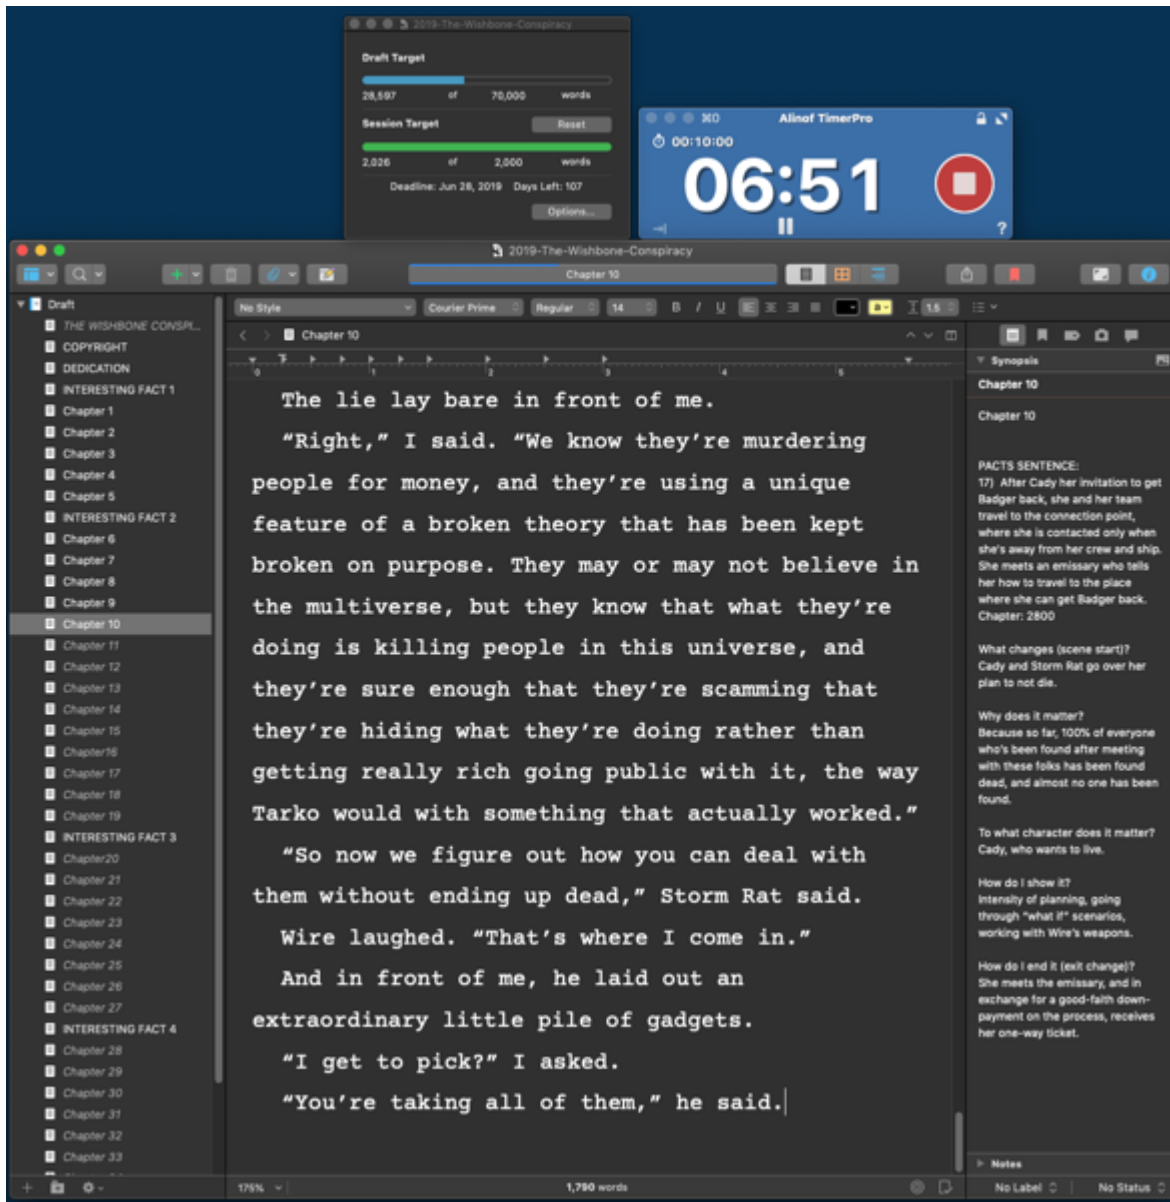 2019-The-Wishbone-Conspiracy
Draft Target
28,597 of 70,000 words
Session Target Reset
2,026 of 2,000 words
Deadline: Jun 28, 2019 Days Left: 107
Options...
⌘0 Alinof TimerPro
00:10:00
06:51
?
2019-The-Wishbone-Conspiracy
Chapter 10
Draft
THE WISHBONE CONSPI...
COPYRIGHT
DEDICATION
INTERESTING FACT 1
Chapter 1
Chapter 2
Chapter 3
Chapter 4
Chapter 5
INTERESTING FACT 2
Chapter 6
Chapter 7
Chapter 8
Chapter 9
Chapter 10
Chapter 11
Chapter 12
Chapter 13
Chapter 14
Chapter 15
Chapter16
Chapter 17
Chapter 18
Chapter 19
INTERESTING FACT 3
Chapter20
Chapter 21
Chapter 22
Chapter 23
Chapter 24
Chapter 25
Chapter 26
Chapter 27
INTERESTING FACT 4
Chapter 28
Chapter 29
Chapter 30
Chapter 31
Chapter 32
Chapter 33
No Style Courier Prime Regular 14 B I U a 1.5
Chapter 10
0 1 2 3 4 5
The lie lay bare in front of me.
“Right,” I said. “We know they’re murdering
people for money, and they’re using a unique
feature of a broken theory that has been kept
broken on purpose. They may or may not believe in
the multiverse, but they know that what they’re
doing is killing people in this universe, and
they’re sure enough that they’re scamming that
they’re hiding what they’re doing rather than
getting really rich going public with it, the way
Tarko would with something that actually worked.”
“So now we figure out how you can deal with
them without ending up dead,” Storm Rat said.
Wire laughed. “That’s where I come in.”
And in front of me, he laid out an
extraordinary little pile of gadgets.
“I get to pick?” I asked.
“You’re taking all of them,” he said.
175% 1,790 words
Synopsis
Chapter 10
Chapter 10
PACTS SENTENCE:
17) After Cady her invitation to get
Badger back, she and her team
travel to the connection point,
where she is contacted only when
she's away from her crew and ship.
She meets an emissary who tells
her how to travel to the place
where she can get Badger back.
Chapter: 2800
What changes (scene start)?
Cady and Storm Rat go over her
plan to not die.
Why does it matter?
Because so far, 100% of everyone
who's been found after meeting
with these folks has been found
dead, and almost no one has been
found.
To what character does it matter?
Cady, who wants to live.
How do I show it?
Intensity of planning, going
through "what if" scenarios,
working with Wire's weapons.
How do I end it (exit change)?
She meets the emissary, and in
exchange for a good-faith down-
payment on the process, receives
her one-way ticket.
Notes
No Label No Status